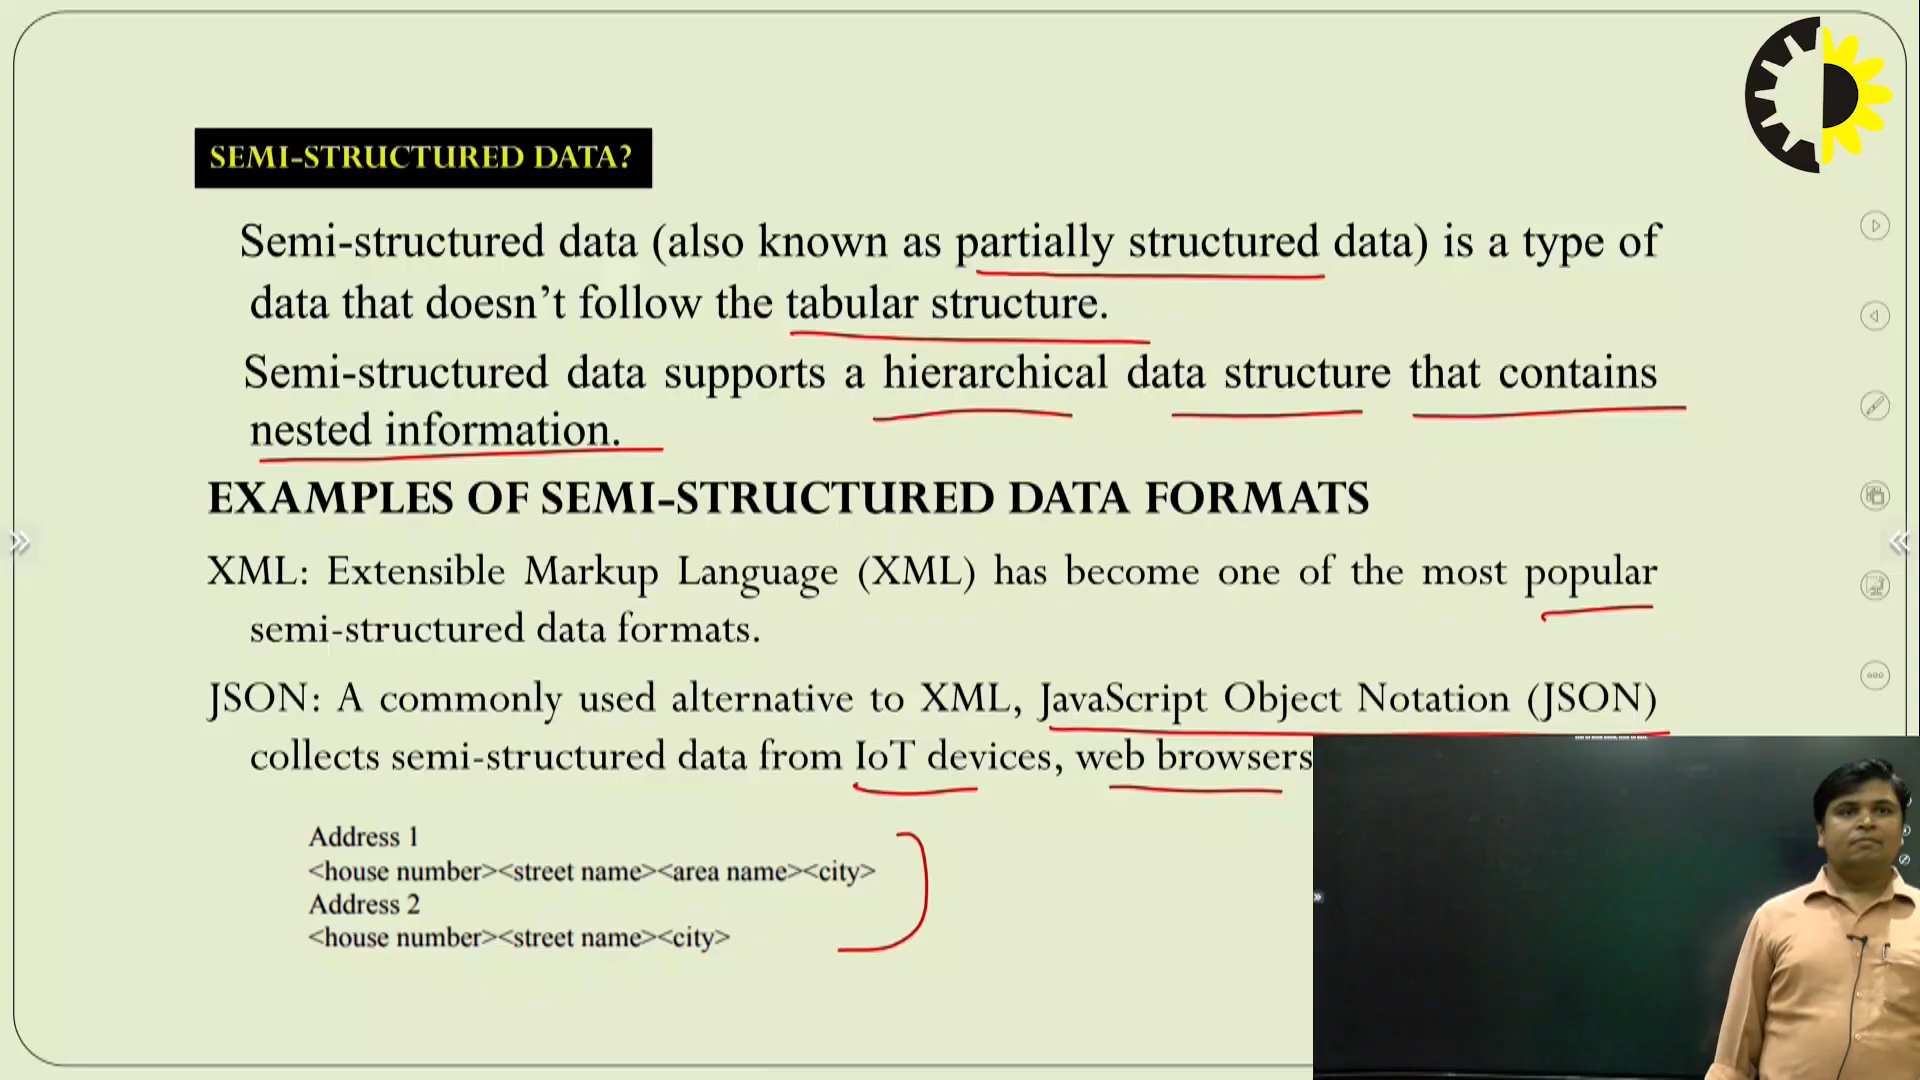 SEMI-STRUCTURED DATA?
Semi-structured data (also known as partially structured data) is a type of
data that doesn’t follow the tabular structure.
Semi-structured data supports a hierarchical data structure that contains
nested information.
EXAMPLES OF SEMI-STRUCTURED DATA FORMATS
XML: Extensible Markup Language (XML) has become one of the most popular
semi-structured data formats.
JSON: A commonly used alternative to XML, JavaScript Object Notation (JSON)
collects semi-structured data from IoT devices, web browsers
Address 1
<house number><street name><area name><city>
Address 2
<house number><street name><city>